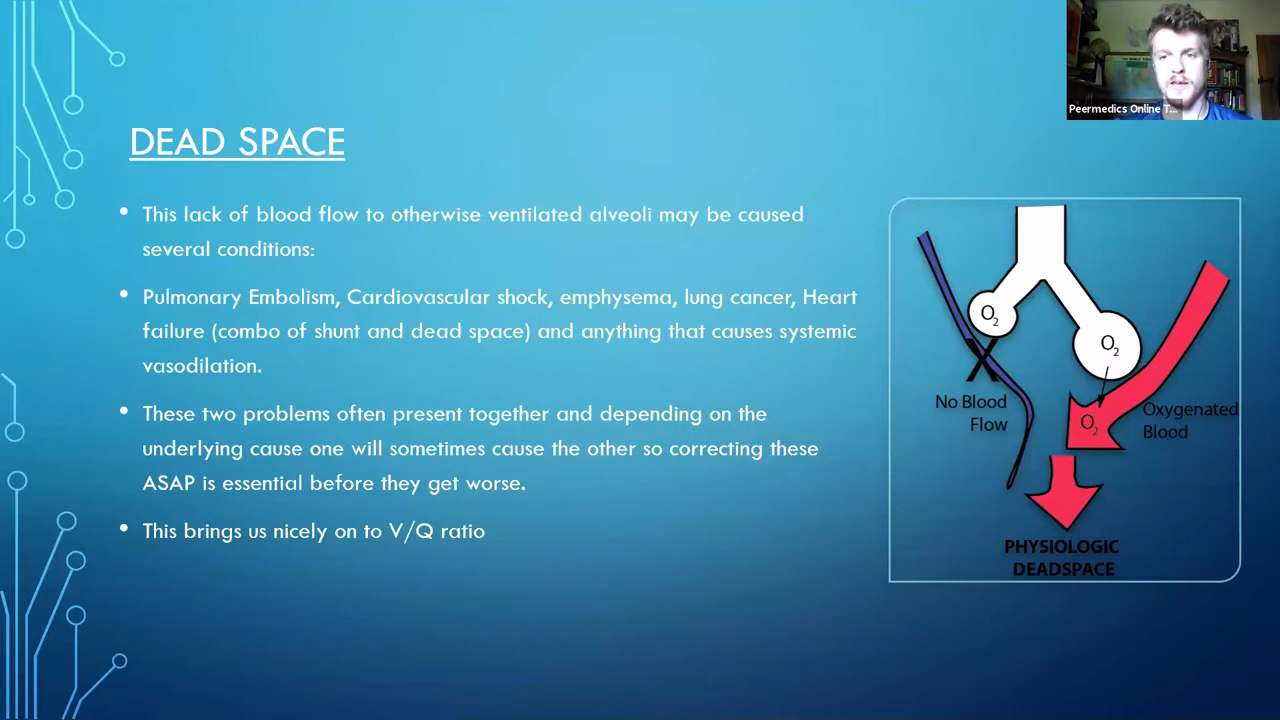 Peermedics Online T...
DEAD SPACE
• This lack of blood flow to otherwise ventilated alveoli may be caused
several conditions:
• Pulmonary Embolism, Cardiovascular shock, emphysema, lung cancer, Heart
failure (combo of shunt and dead space) and anything that causes systemic
vasodilation.
• These two problems often present together and depending on the
underlying cause one will sometimes cause the other so correcting these
ASAP is essential before they get worse.
• This brings us nicely on to V/Q ratio
O2
O2
X
No Blood
Flow
O2
Oxygenated
Blood
PHYSIOLOGIC
DEADSPACE